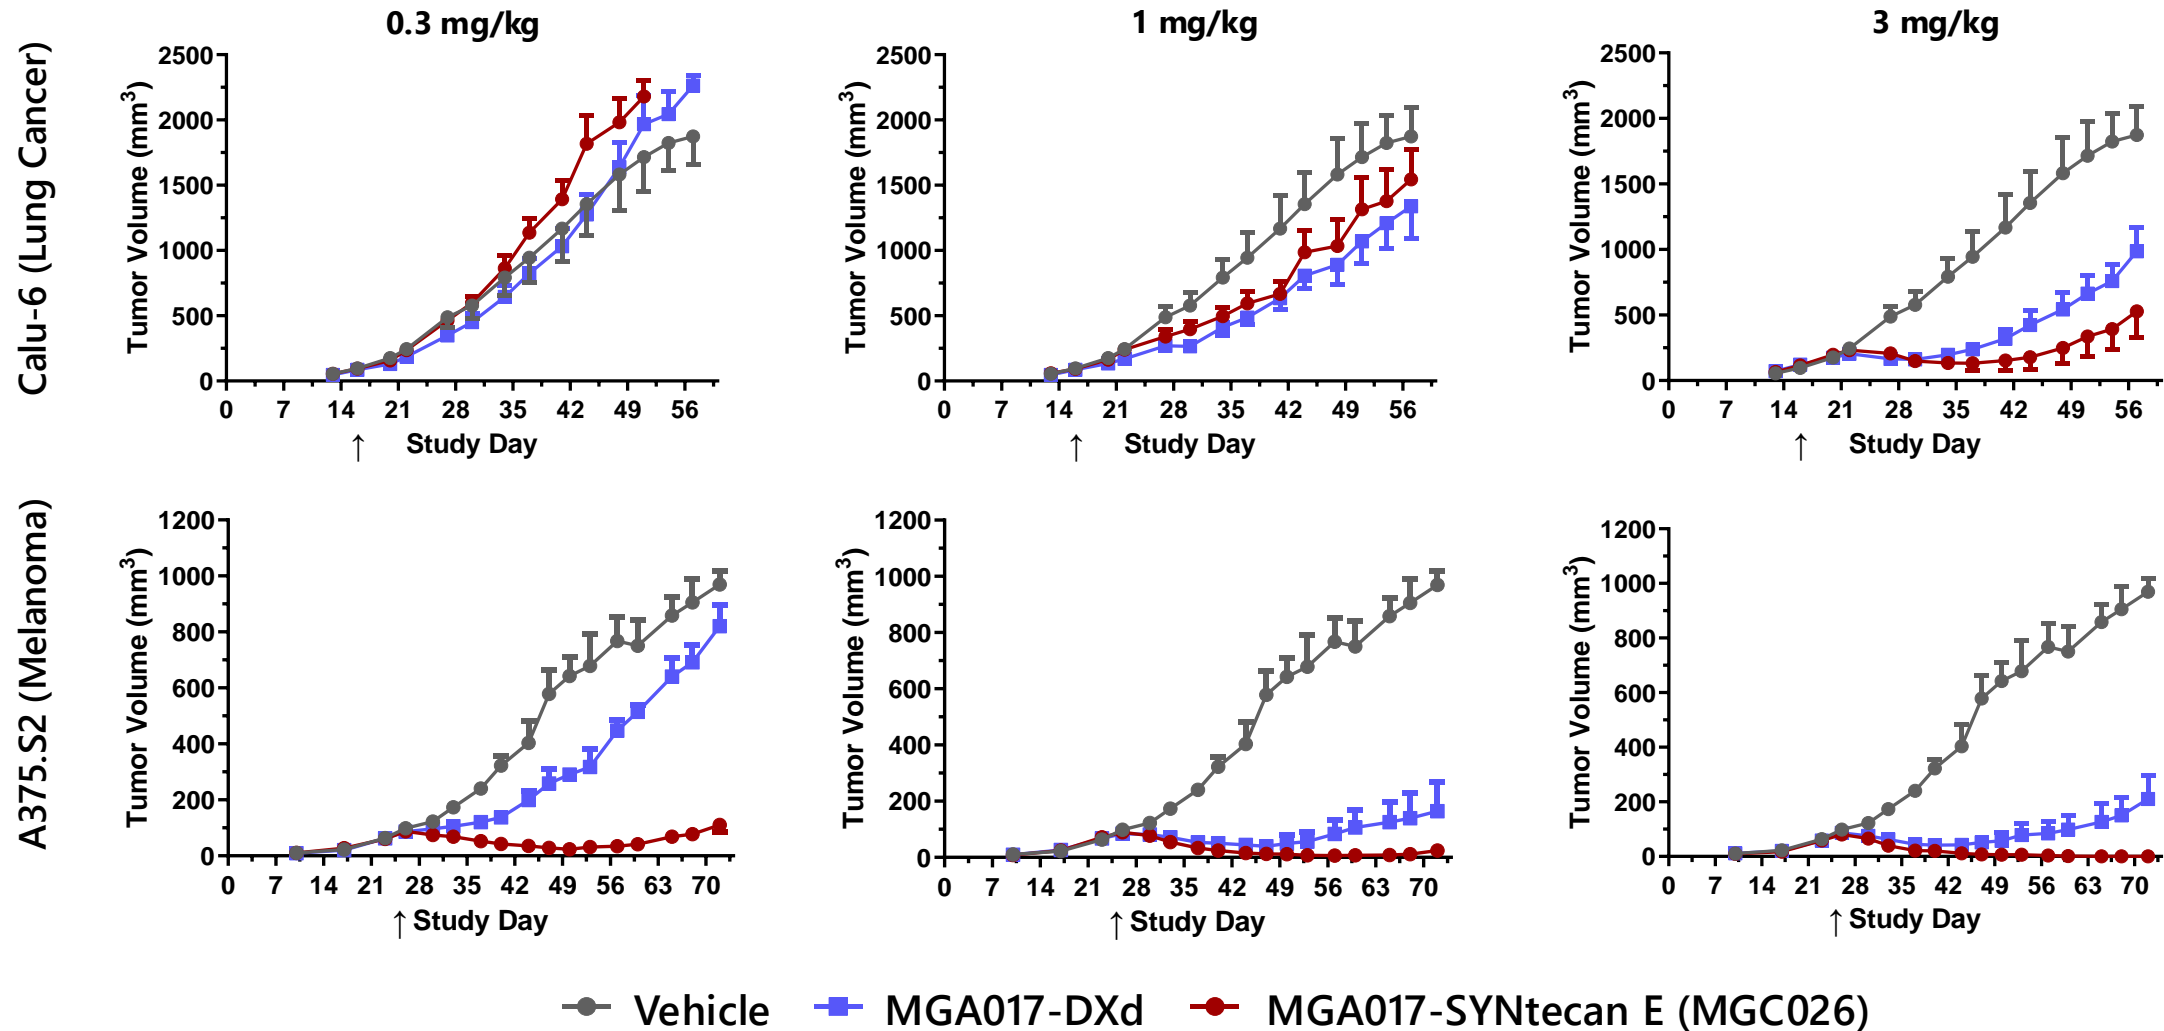 0.3 mg/kg
1 mg/kg
3 mg/kg
Calu-6 (Lung Cancer)
Tumor Volume (mm³)
2500
2000
1500
1000
500
0
0 7 14 21 28 35 42 49 56
↑ Study Day
Tumor Volume (mm³)
2500
2000
1500
1000
500
0
0 7 14 21 28 35 42 49 56
↑ Study Day
Tumor Volume (mm³)
2500
2000
1500
1000
500
0
0 7 14 21 28 35 42 49 56
↑ Study Day
A375.S2 (Melanoma)
Tumor Volume (mm³)
1200
1000
800
600
400
200
0
0 7 14 21 28 35 42 49 56 63 70
↑ Study Day
Tumor Volume (mm³)
1200
1000
800
600
400
200
0
0 7 14 21 28 35 42 49 56 63 70
↑ Study Day
Tumor Volume (mm³)
1200
1000
800
600
400
200
0
0 7 14 21 28 35 42 49 56 63 70
↑ Study Day
Vehicle MGA017-DXd MGA017-SYNtecan E (MGC026)